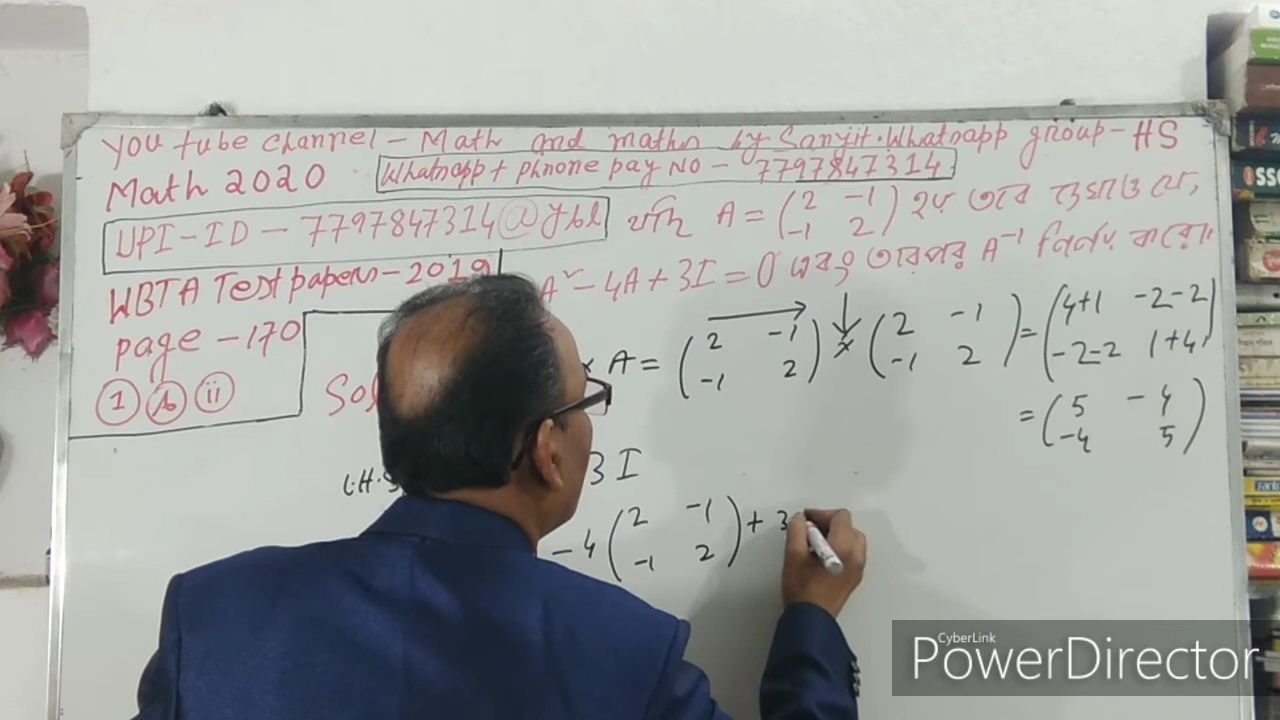 You tube channel - Math and maths by Sanjit. Whatsapp group - HS
Math 2020
Whatsapp + phnone pay NO - 7797847314
UPI-ID - 7797847314@ybl
যদি A = (2 -1
-1 2) হয় তবে দেখাও যে,
WBTA Test papers - 2019
A² - 4A + 3I = 0 এবং তারপর A⁻¹ নির্ণয় করো।
page - 170
1 b ii
Sol
× A = (2 -1
-1 2) × (2 -1
-1 2) = (4+1 -2-2
-2-2 1+4)
= (5 -4
-4 5)
L.H.S
3I
- 4 (2 -1
-1 2) + 3
SS
CyberLink
PowerDirector